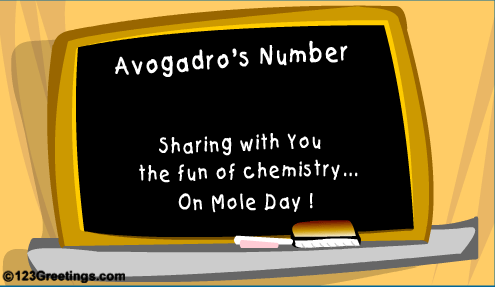 Avogadro's Number
Sharing with You
the fun of chemistry...
On Mole Day !
©123Greetings.com